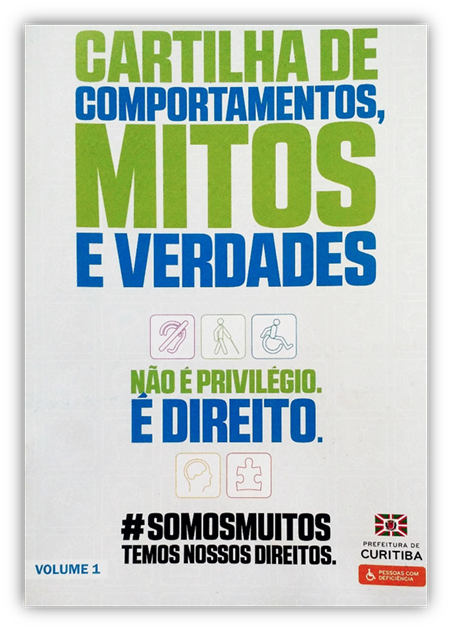 CARTILHA DE
COMPORTAMENTOS,
MITOS
E VERDADES
NÃO É PRIVILÉGIO.
É DIREITO.
#SOMOSMUITOS
TEMOS NOSSOS DIREITOS.
VOLUME 1
PREFEITURA DE
CURITIBA
PESSOAS COM
DEFICIÊNCIA